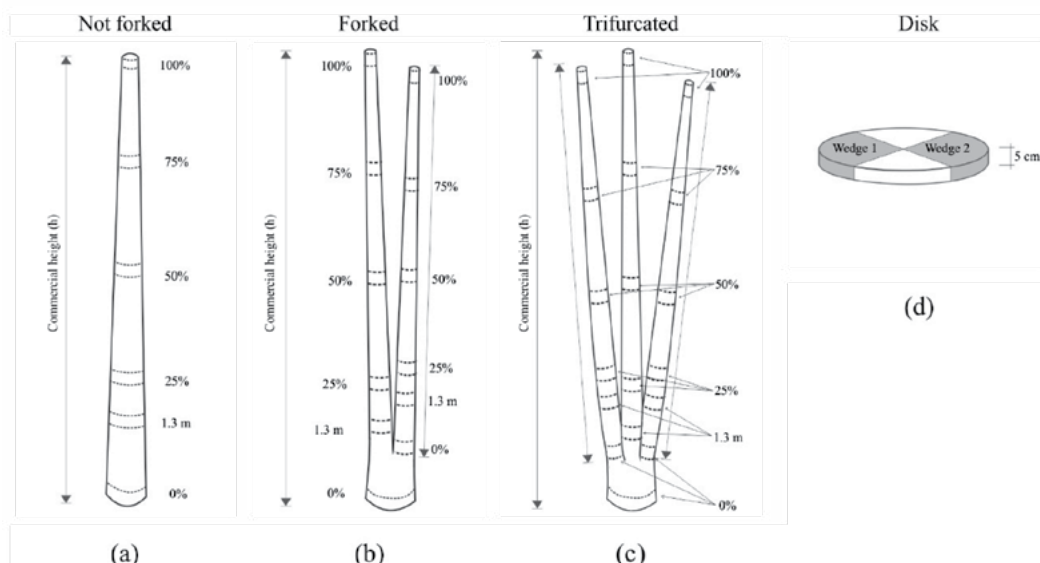 Not forked
Forked
Trifurcated
Disk
Commercial height (h)
100%
75%
50%
25%
1.3 m
0%
(a)
Commercial height (h)
100%
75%
50%
25%
1.3 m
100%
75%
50%
25%
1.3 m
0%
0%
(b)
Commercial height (h)
100%
75%
50%
25%
1.3 m
0%
(c)
Wedge 1
Wedge 2
5 cm
(d)